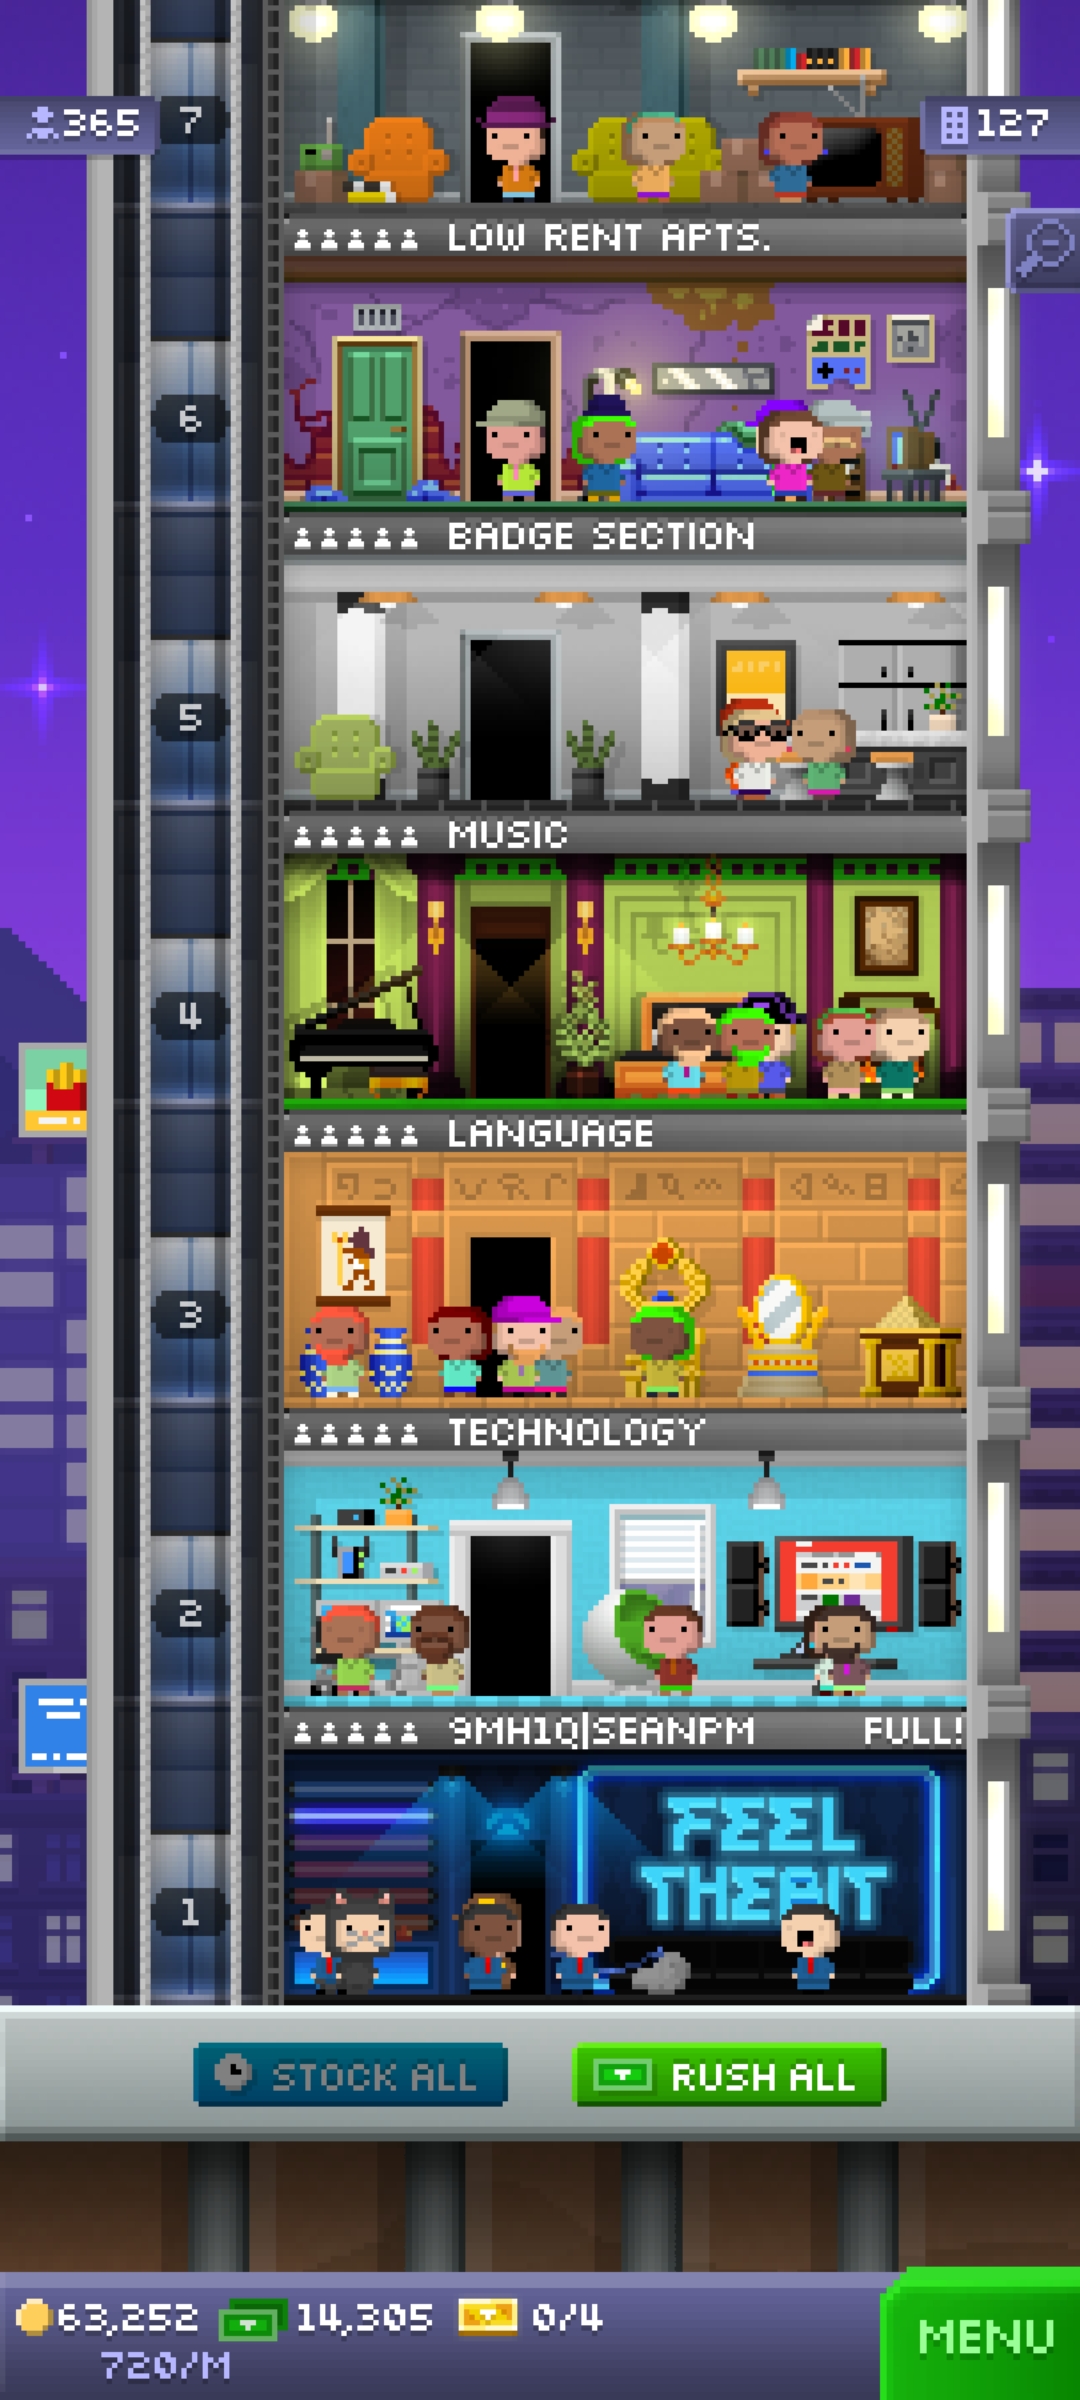 7
365
127
LOW RENT APTS.
6
BADGE SECTION
5
MUSIC
4
LANGUAGE
3
TECHNOLOGY
2
9MH1Q|SEANPM FULL!
FEEL
THEBIT
1
STOCK ALL
RUSH ALL
63,252 14,305 0/4
720/M
MENU